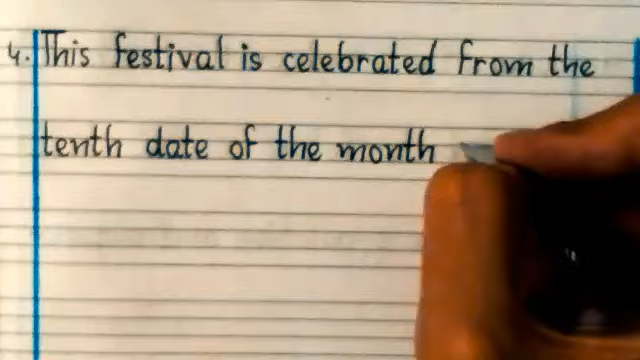 4. This festival is celebrated from the
tenth date of the month